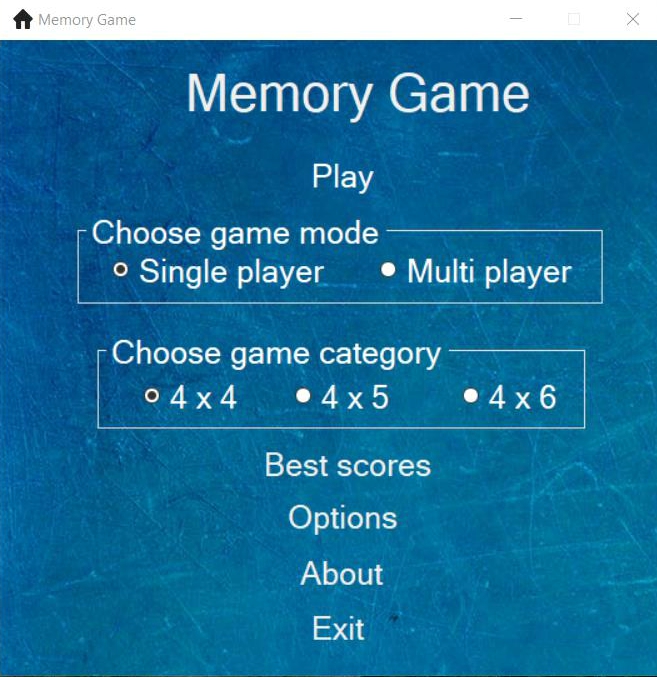 Memory Game
Memory Game
Play
Choose game mode
Single player Multi player
Choose game category
4 x 4 4 x 5 4 x 6
Best scores
Options
About
Exit